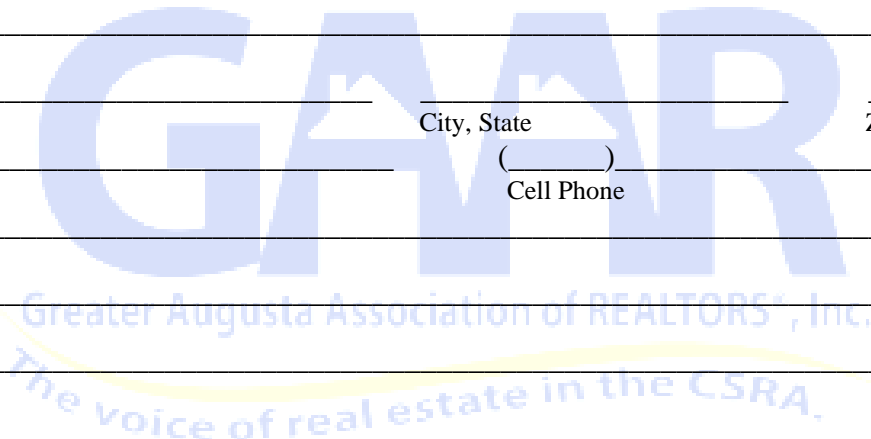 GAAR
City, State Z
(_______)
Cell Phone
Greater Augusta Association of REALTORS®, Inc.
The voice of real estate in the CSRA.